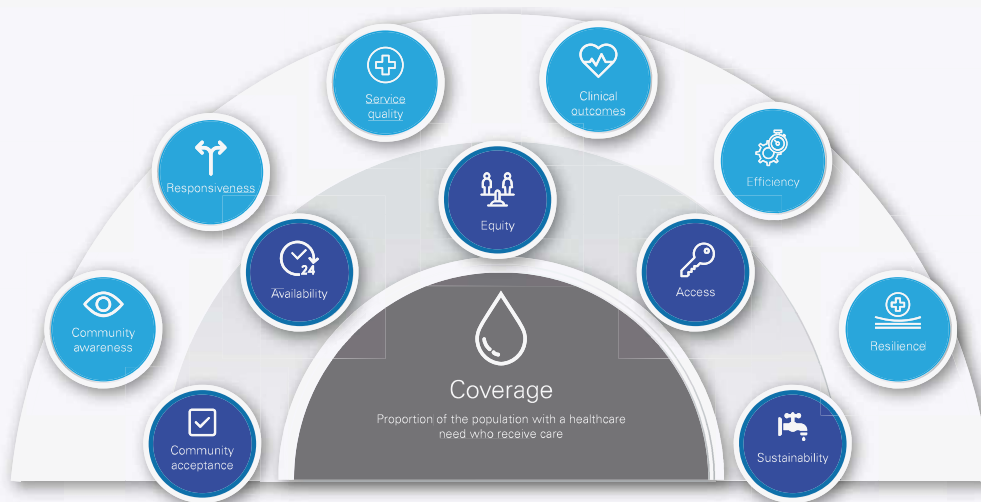 Service
quality
Clinical
outcomes
Responsiveness
Efficiency
Equity
24
Availability
Access
Community
awareness
Resilience
Coverage
Proportion of the population with a healthcare
need who receive care
Community
acceptance
Sustainability